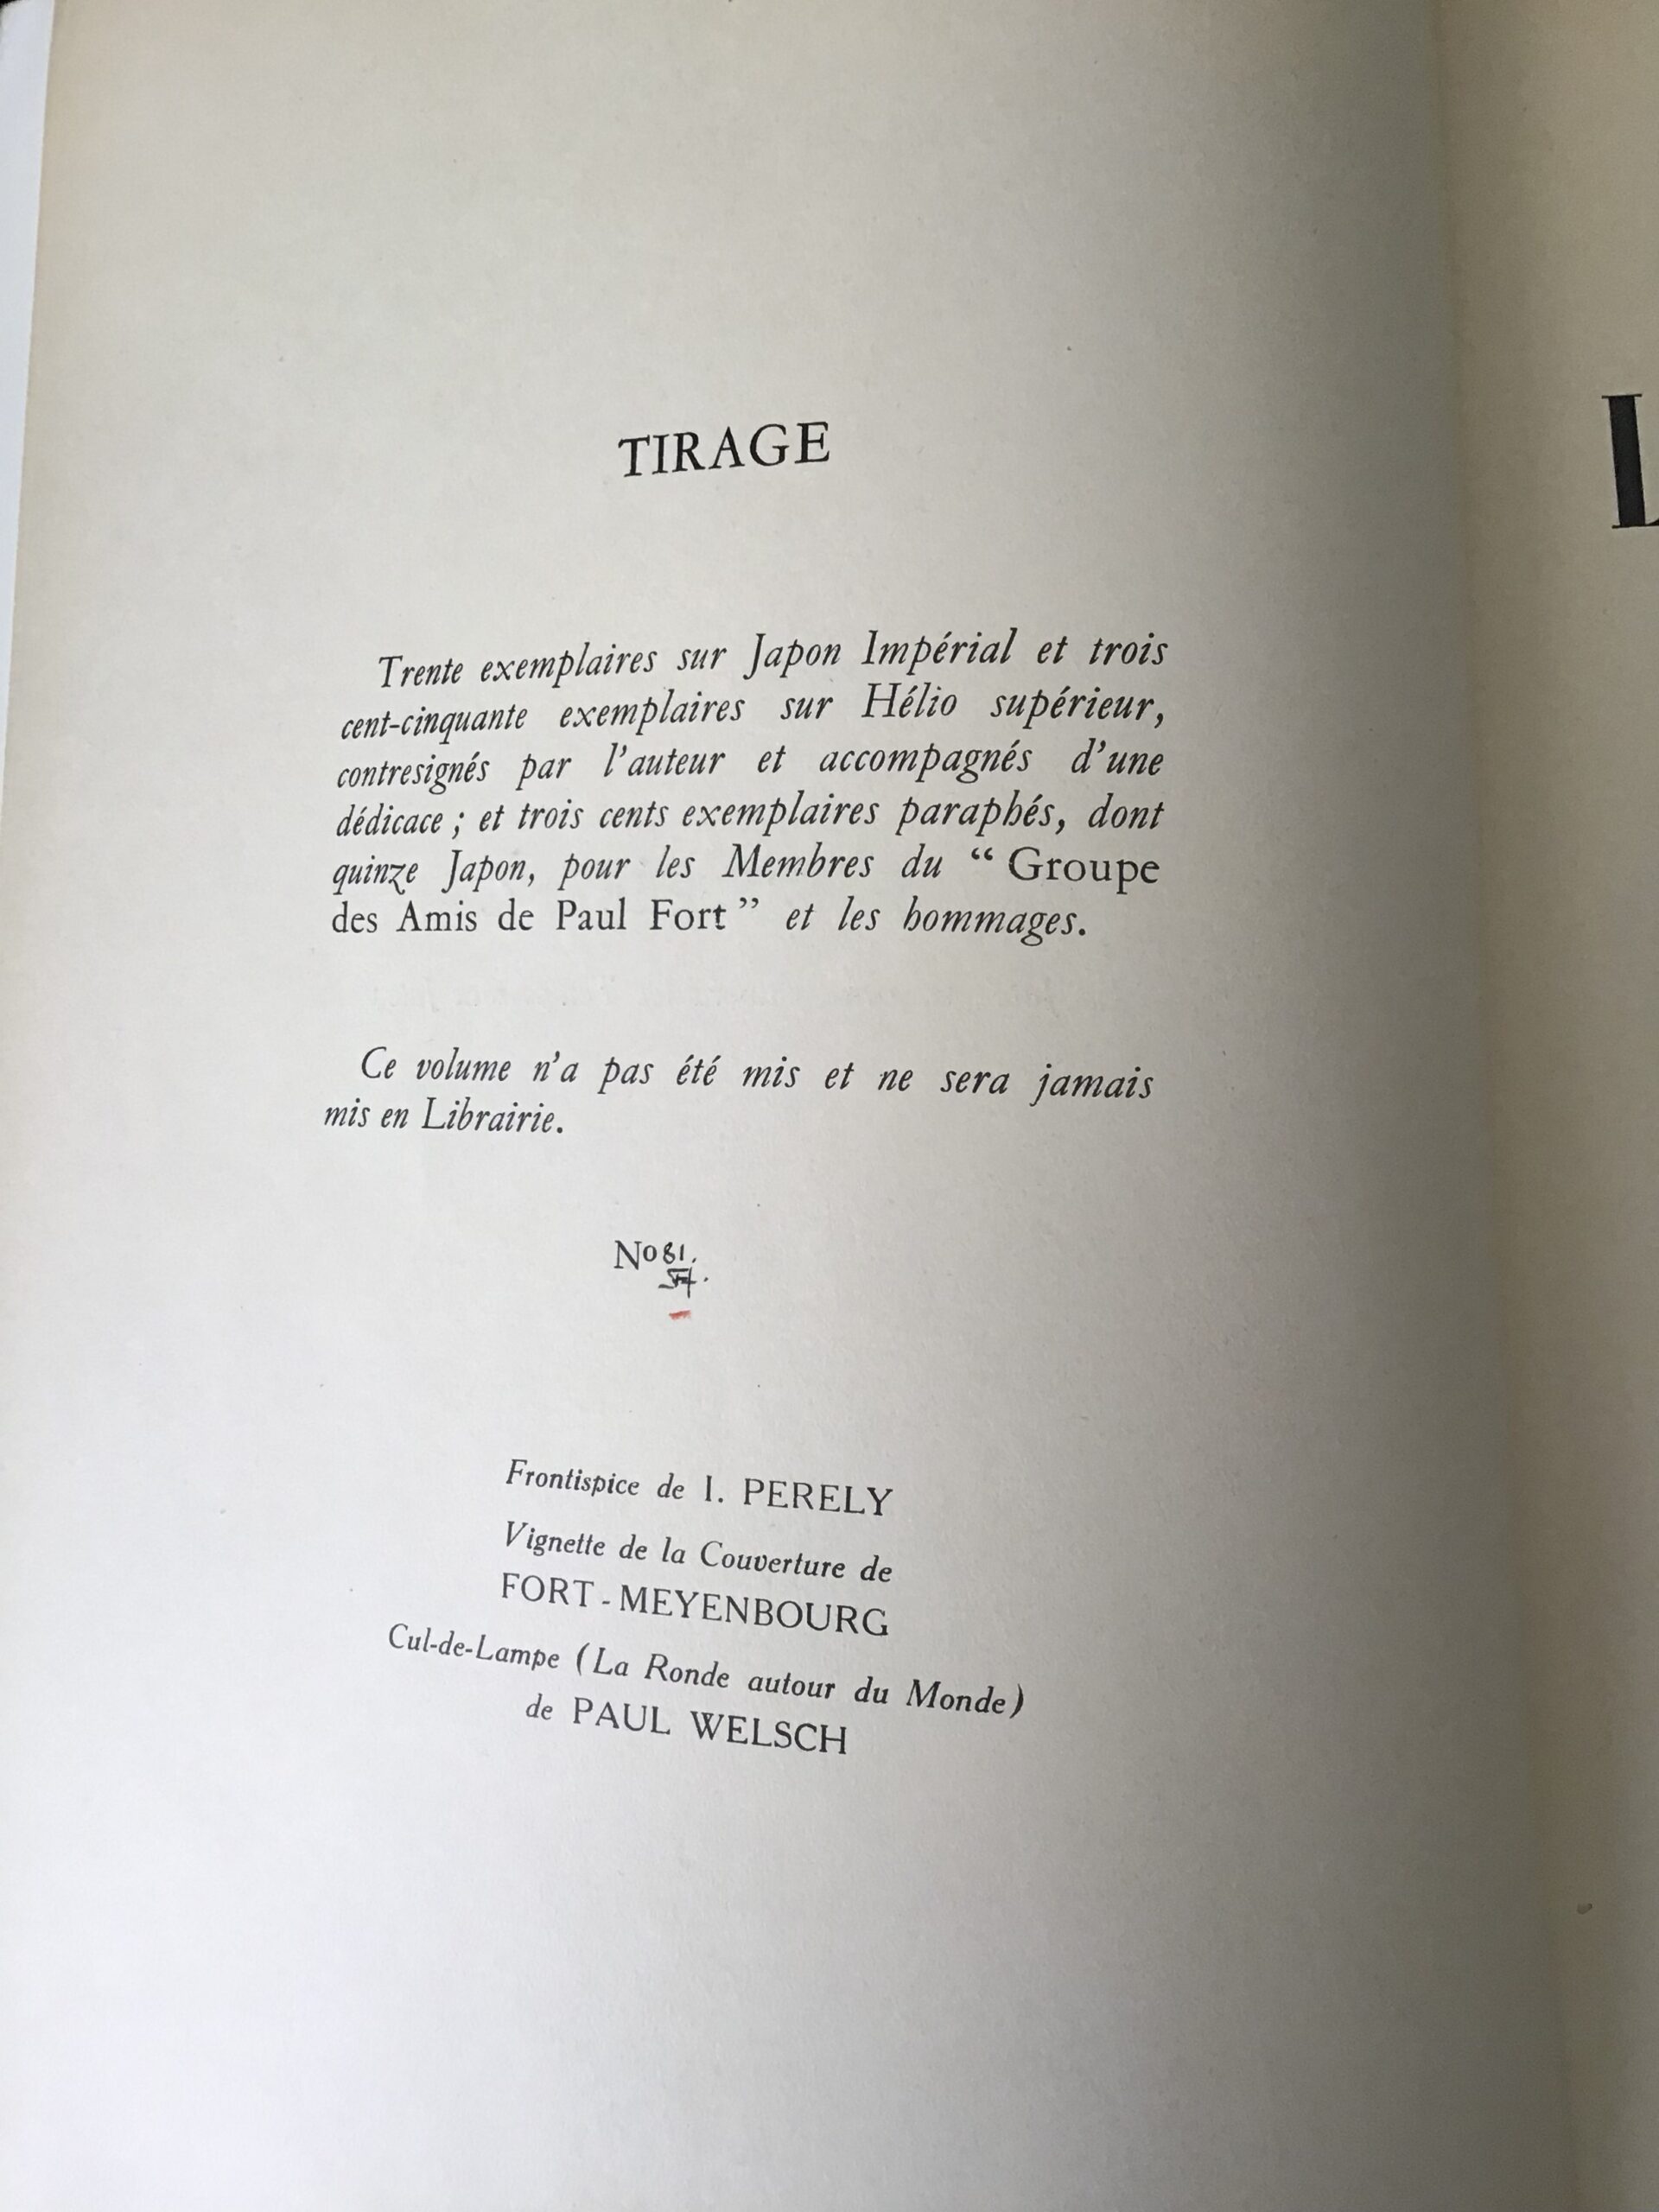 TIRAGE
Trente exemplaires sur Japon Impérial et trois
cent-cinquante exemplaires sur Hélio supérieur,
contresignés par l'auteur et accompagnés d'une
dédicace ; et trois cents exemplaires paraphés, dont
quinze Japon, pour les Membres du “ Groupe
des Amis de Paul Fort ” et les hommages.
Ce volume n'a pas été mis et ne sera jamais
mis en Librairie.
No 81.
Frontispice de I. PERELY
Vignette de la Couverture de
FORT-MEYENBOURG
Cul-de-Lampe (La Ronde autour du Monde)
de PAUL WELSCH
L